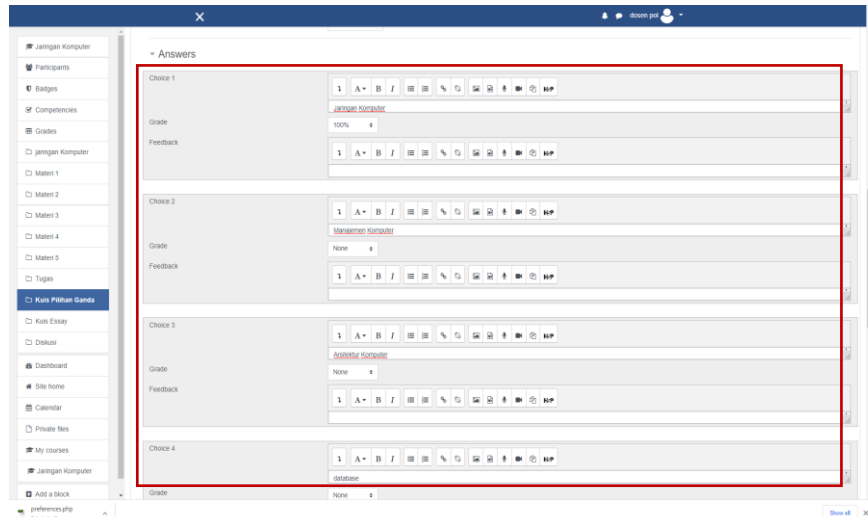 dosen pol
Jaringan Komputer
Participants
Badges
Competencies
Grades
jaringan Komputer
Materi 1
Materi 2
Materi 3
Materi 4
Materi 5
Tugas
Kuis Pilihan Ganda
Kuis Essay
Diskusi
Dashboard
Site home
Calendar
Private files
My courses
Jaringan Komputer
Add a block
Answers
Choice 1
A B I H-P
Jaringan Komputer
Grade
100%
Feedback
A B I H-P
Choice 2
A B I H-P
Manajemen Komputer
Grade
None
Feedback
A B I H-P
Choice 3
A B I H-P
Arsitektur Komputer
Grade
None
Feedback
A B I H-P
Choice 4
A B I H-P
database
Grade
None
preferences.php
Show all